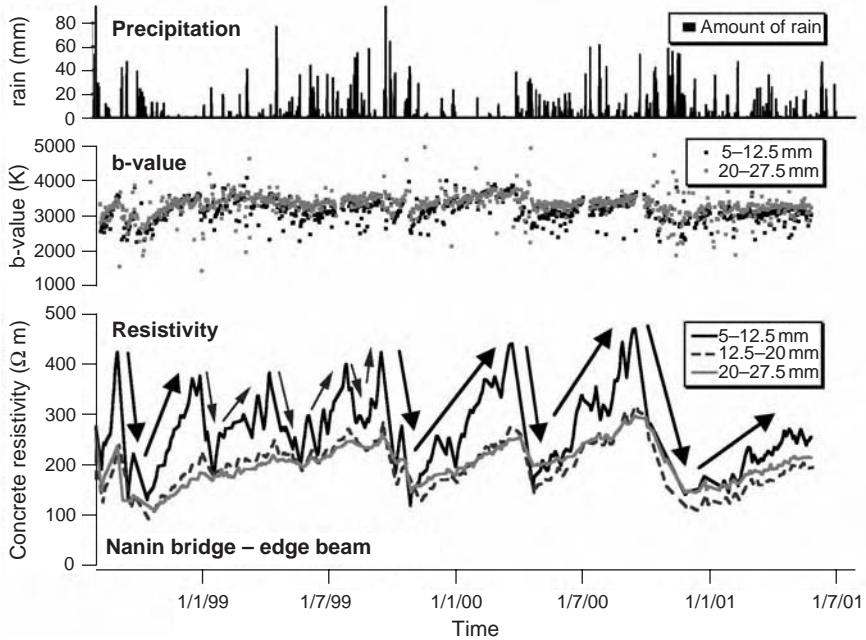 Precipitation
Amount of rain
rain (mm)
80
60
40
20
0
b-value
5–12.5 mm
20–27.5 mm
b-value (K)
5000
4000
3000
2000
1000
Resistivity
5–12.5 mm
12.5–20 mm
20–27.5 mm
Concrete resistivity (Ω m)
500
400
300
200
100
0
Nanin bridge – edge beam
1/1/99 1/7/99 1/1/00 1/7/00 1/1/01 1/7/01
Time